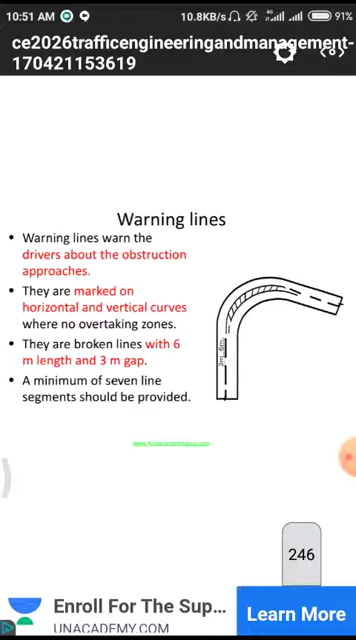 10:51 AM
10.8KB/s
4G
91%
ce2026trafficengineeringandmanagement-
170421153619
Warning lines
• Warning lines warn the
drivers about the obstruction
approaches.
• They are marked on
horizontal and vertical curves
where no overtaking zones.
• They are broken lines with 6
m length and 3 m gap.
• A minimum of seven line
segments should be provided.
3m 6m
246
Enroll For The Sup...
UNACADEMY.COM
Learn More